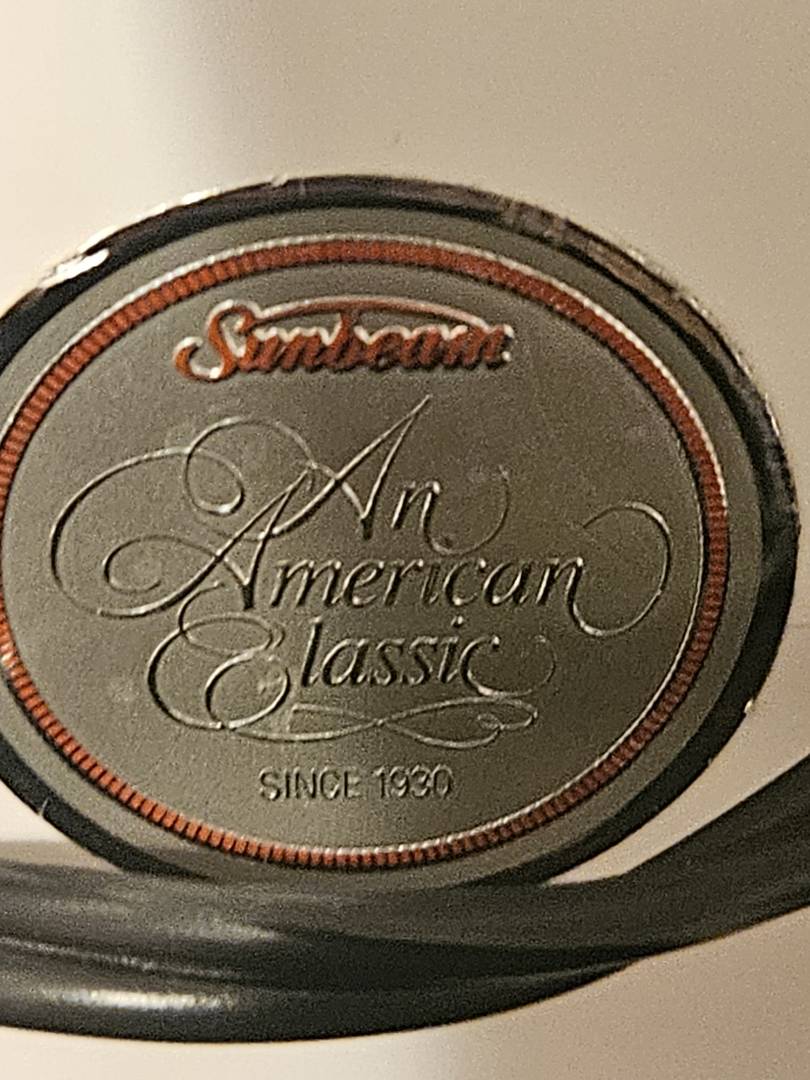 Sunbeam
An
American
Classic
SINCE 1930